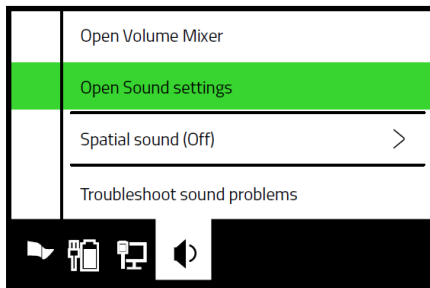 Open Volume Mixer
Open Sound settings
Spatial sound (Off)
Troubleshoot sound problems